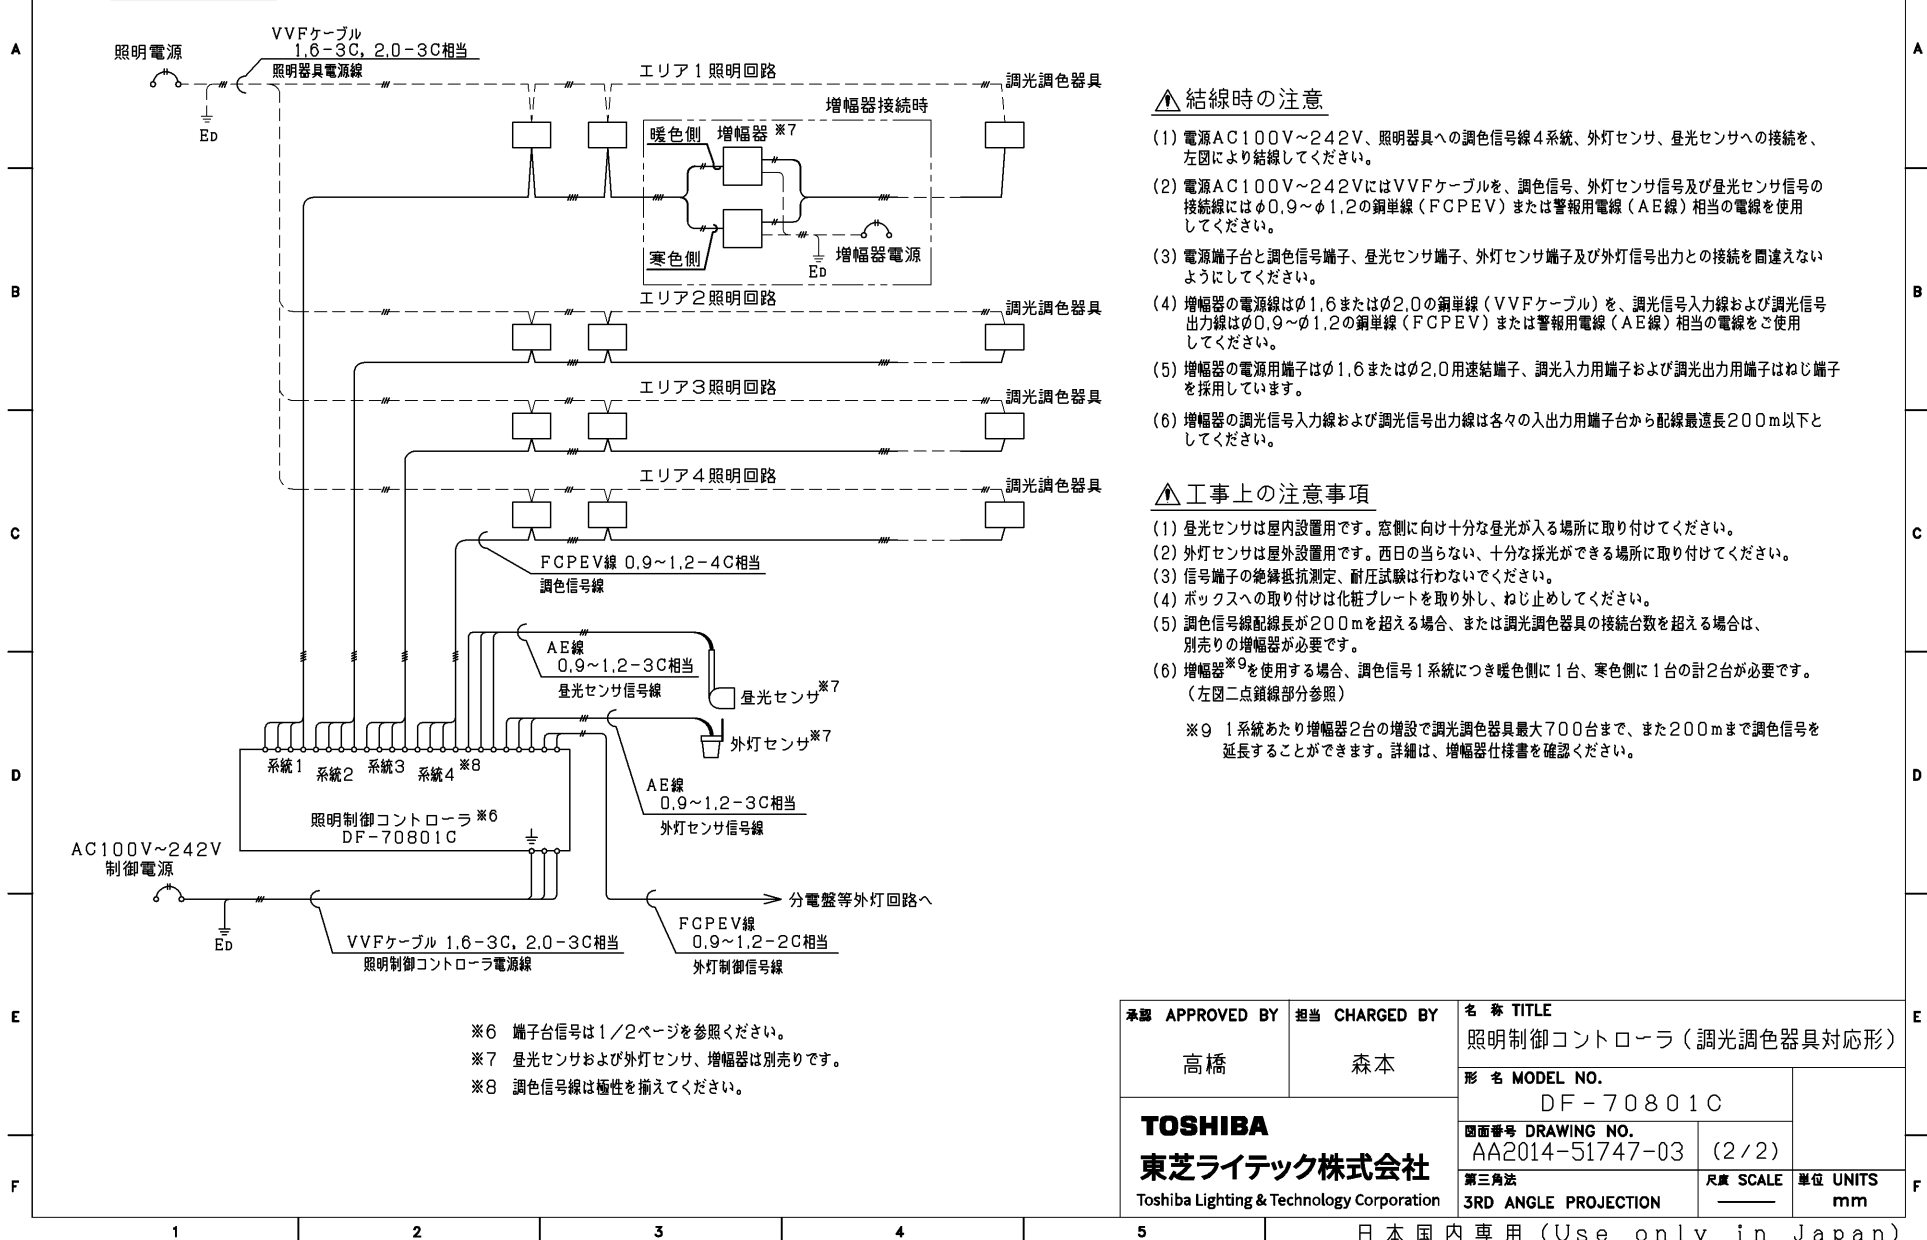 照明電源
VVFケーブル
1.6-3C, 2.0-3C相当
照明器具電源線
ED
エリア1照明回路
調光調色器具
増幅器接続時
暖色側
増幅器※7
寒色側
ED
増幅器電源
エリア2照明回路
調光調色器具
エリア3照明回路
調光調色器具
エリア4照明回路
調光調色器具
FCPEV線 0.9~1.2-4C相当
調色信号線
AE線
0.9~1.2-3C相当
昼光センサ信号線
昼光センサ※7
外灯センサ※7
系統1 系統2 系統3 系統4 ※8
AE線
0.9~1.2-3C相当
外灯センサ信号線
照明制御コントローラ※6
DF-70801C
AC100V~242V
制御電源
ED
VVFケーブル 1.6-3C, 2.0-3C相当
照明制御コントローラ電源線
分電盤等外灯回路へ
FCPEV線
0.9~1.2-2C相当
外灯制御信号線
※6 端子台信号は1/2ページを参照ください。
※7 昼光センサおよび外灯センサ、増幅器は別売りです。
※8 調色信号線は極性を揃えてください。
結線時の注意
(1) 電源AC100V~242V、照明器具への調色信号線4系統、外灯センサ、昼光センサへの接続を、
左図により結線してください。
(2) 電源AC100V~242VにはVVFケーブルを、調色信号、外灯センサ信号及び昼光センサ信号の
接続線にはφ0.9~φ1.2の銅単線(FCPEV)または警報用電線(AE線)相当の電線を使用
してください。
(3) 電源端子台と調色信号端子、昼光センサ端子、外灯センサ端子及び外灯信号出力との接続を間違えない
ようにしてください。
(4) 増幅器の電源線はØ1.6またはØ2.0の銅単線(VVFケーブル)を、調光信号入力線および調光信号
出力線はØ0.9~Ø1.2の銅単線(FCPEV)または警報用電線(AE線)相当の電線をご使用
してください。
(5) 増幅器の電源用端子はØ1.6またはØ2.0用速結端子、調光入力用端子および調光出力用端子はねじ端子
を採用しています。
(6) 増幅器の調光信号入力線および調光信号出力線は各々の入出力用端子台から配線最遠長200m以下と
してください。
工事上の注意事項
(1) 昼光センサは屋内設置用です。窓側に向け十分な昼光が入る場所に取り付けてください。
(2) 外灯センサは屋外設置用です。西日の当らない、十分な採光ができる場所に取り付けてください。
(3) 信号端子の絶縁抵抗測定、耐圧試験は行わないでください。
(4) ボックスへの取り付けは化粧プレートを取り外し、ねじ止めしてください。
(5) 調色信号線配線長が200mを超える場合、または調光調色器具の接続台数を超える場合は、
別売りの増幅器が必要です。
(6) 増幅器※9を使用する場合、調色信号1系統につき暖色側に1台、寒色側に1台の計2台が必要です。
(左図二点鎖線部分参照)
※9 1系統あたり増幅器2台の増設で調光調色器具最大700台まで、また200mまで調色信号を
延長することができます。詳細は、増幅器仕様書を確認ください。
承認 APPROVED BY
高橋
担当 CHARGED BY
森本
名称 TITLE
照明制御コントローラ(調光調色器具対応形)
形名 MODEL NO.
DF-70801C
図面番号 DRAWING NO.
AA2014-51747-03 (2/2)
第三角法
3RD ANGLE PROJECTION
尺度 SCALE
単位 UNITS
mm
TOSHIBA
東芝ライテック株式会社
Toshiba Lighting & Technology Corporation
日本国内専用(Use only in Japan)
A
B
C
D
E
F
A
B
C
D
E
F
1 2 3 4 5